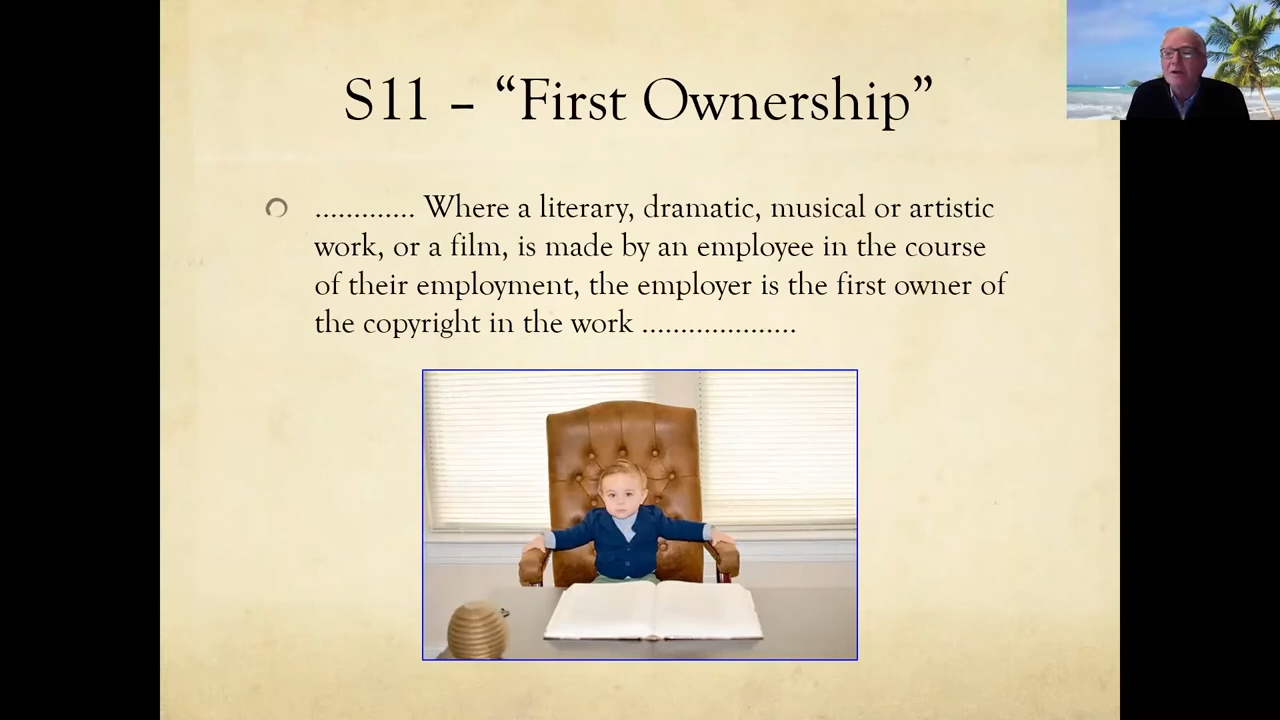 S11 – “First Ownership”
............. Where a literary, dramatic, musical or artistic
work, or a film, is made by an employee in the course
of their employment, the employer is the first owner of
the copyright in the work ....................